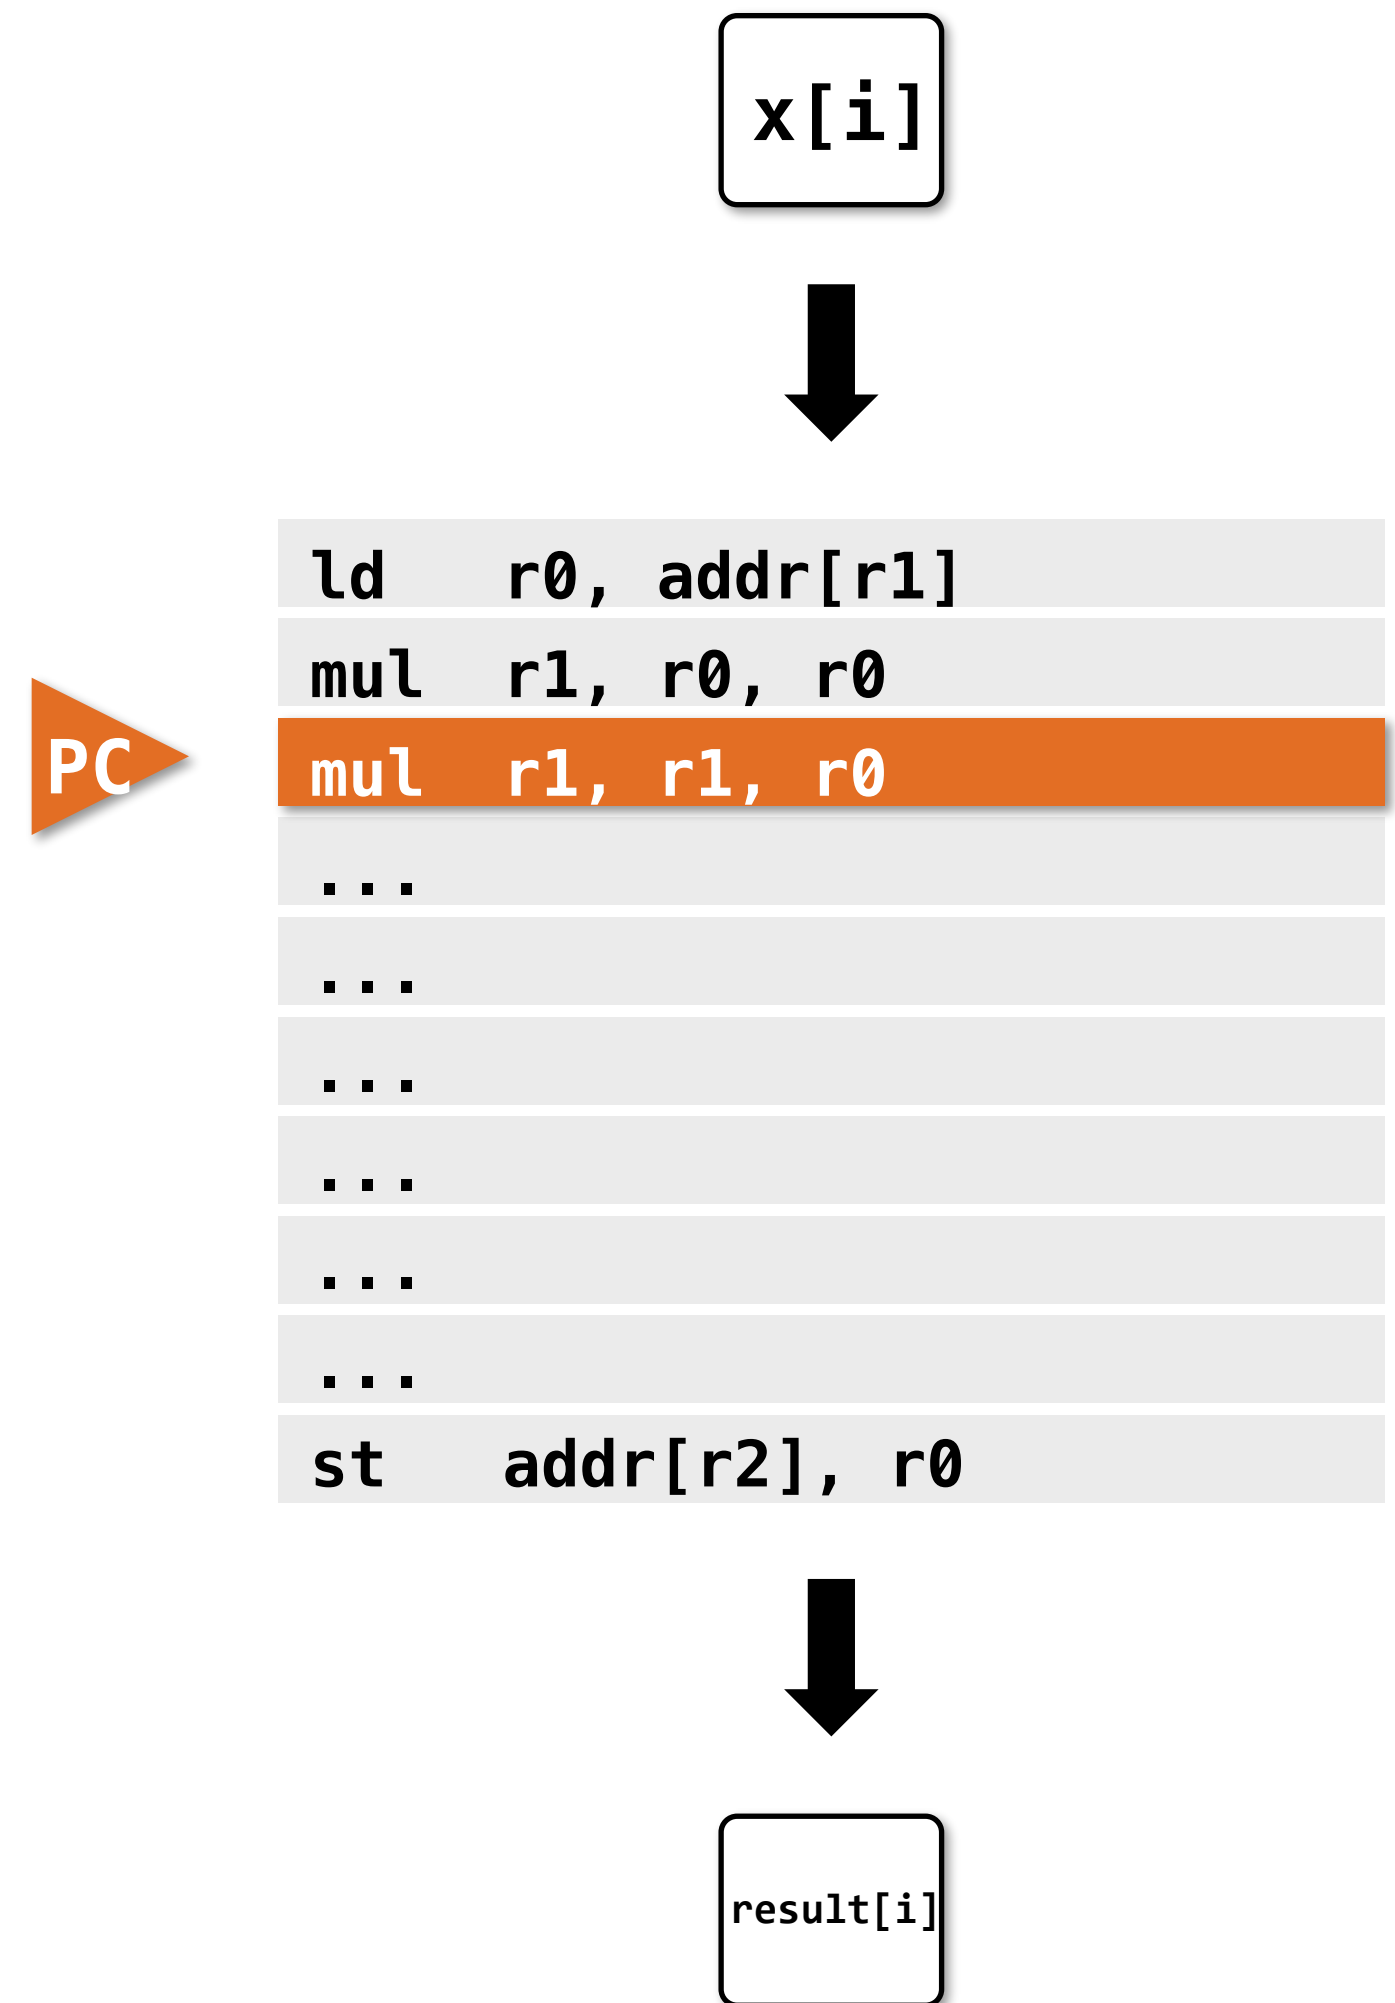 x[i]
ld r0, addr[r1]
mul r1, r0, r0
PC
mul r1, r1, r0
...
...
...
...
...
...
st addr[r2], r0
result[i]